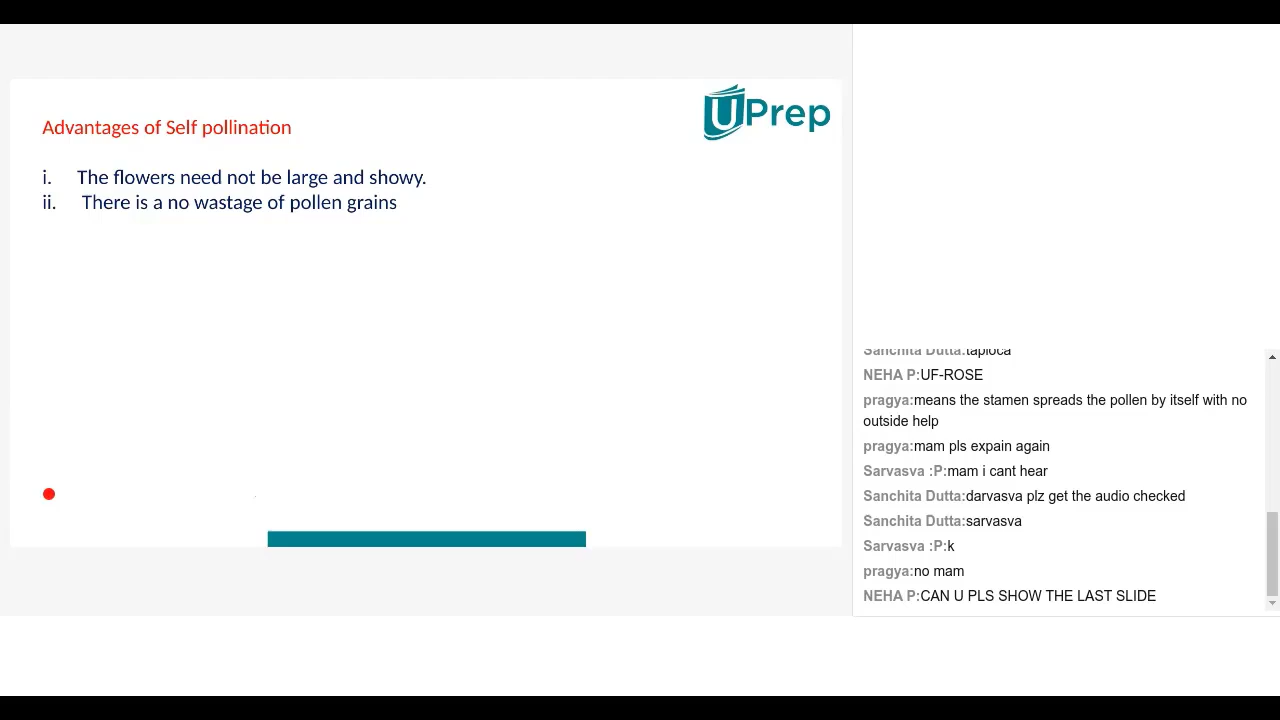 UPrep
Advantages of Self pollination
i. The flowers need not be large and showy.
ii. There is a no wastage of pollen grains
Sanchita Dutta:tapioca
NEHA P:UF-ROSE
pragya:means the stamen spreads the pollen by itself with no
outside help
pragya:mam pls expain again
Sarvasva :P:mam i cant hear
Sanchita Dutta:darvasva plz get the audio checked
Sanchita Dutta:sarvasva
Sarvasva :P:k
pragya:no mam
NEHA P:CAN U PLS SHOW THE LAST SLIDE